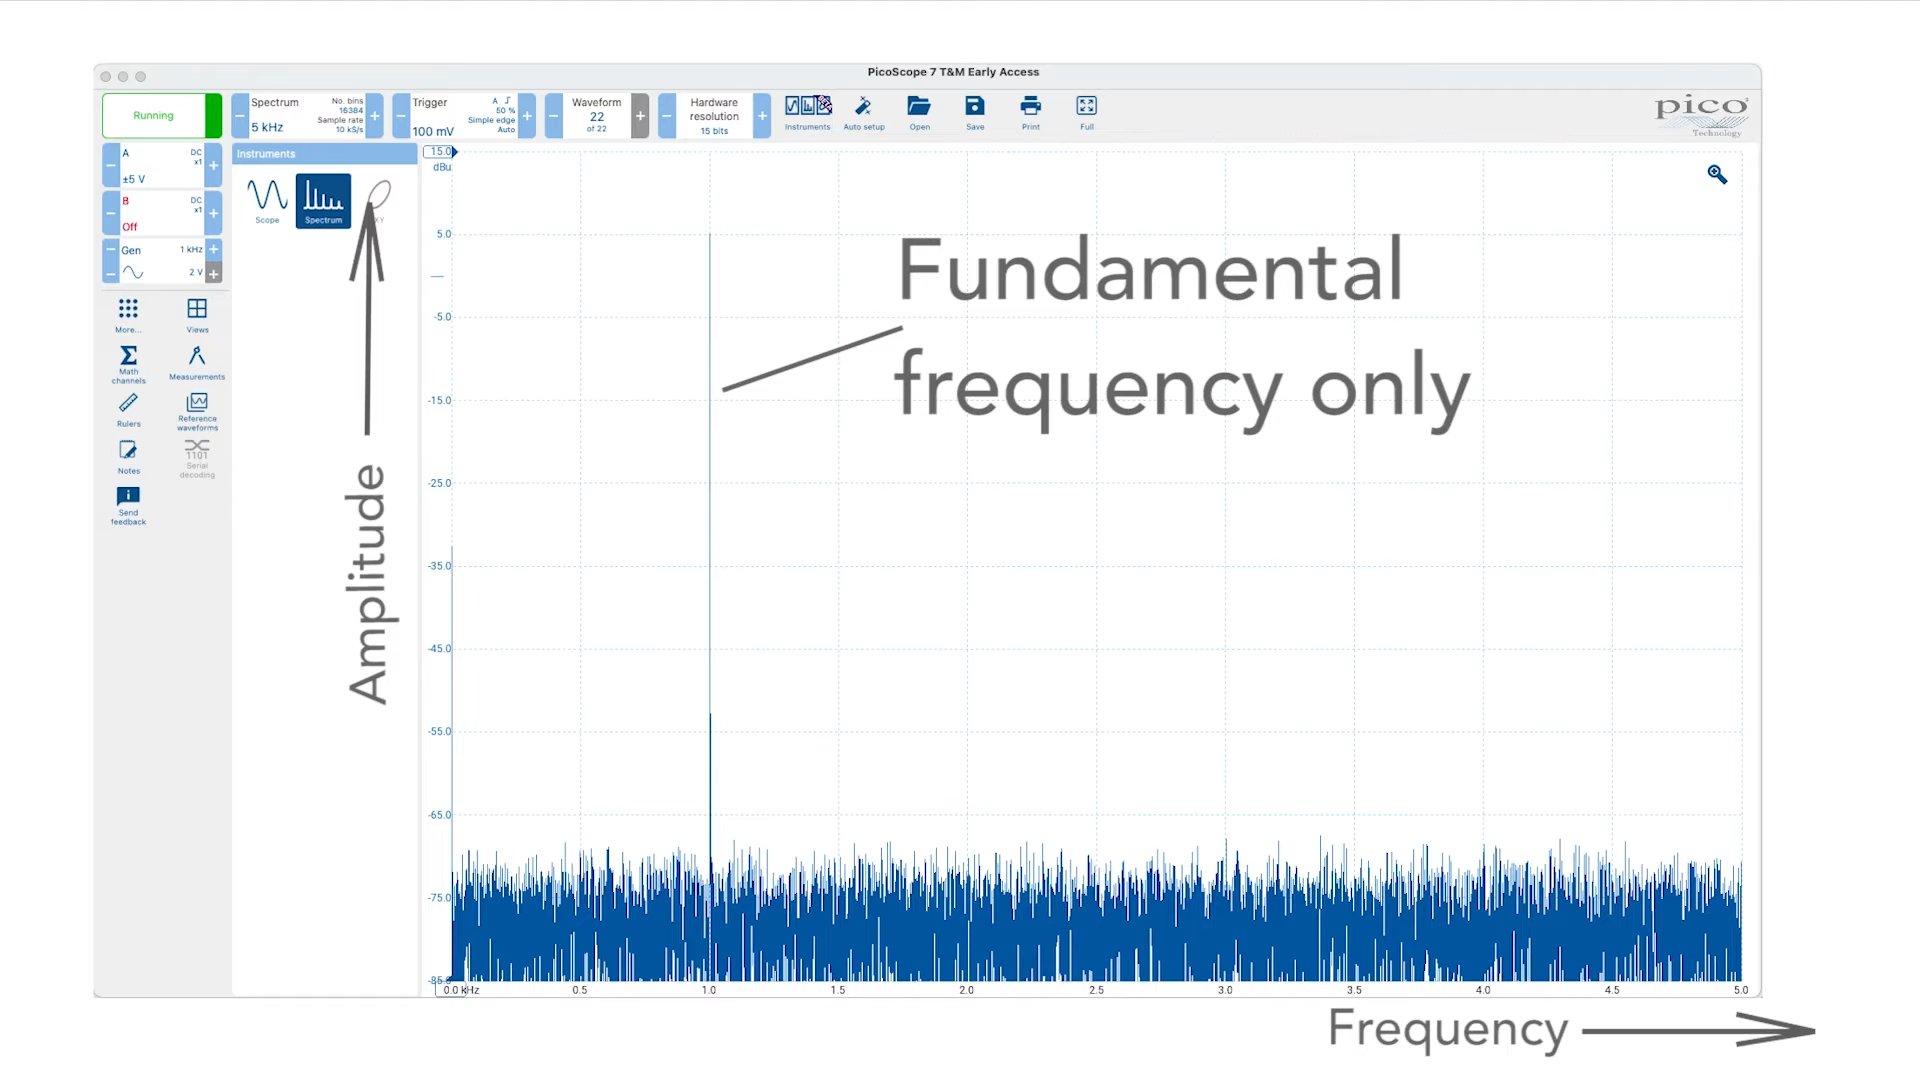 PicoScope 7 T&M Early Access
Running
Spectrum
5 kHz
No. bins
16384
Sample rate
10 kS/s
Trigger
100 mV
A
50 %
Simple edge
Auto
Waveform
22
of 22
Hardware
resolution
15 bits
Instruments
Auto setup
Open
Save
Print
Full
pico
Technology
A
DC
x1
±5 V
B
DC
x1
Off
Gen
1 kHz
2 V
More...
Views
Math
channels
Measurements
Rulers
Reference
waveforms
Notes
1101
Serial
decoding
Send
feedback
Instruments
Scope
Spectrum
XY
Amplitude
15.0
dBu
5.0
-5.0
-15.0
-25.0
-35.0
-45.0
-55.0
-65.0
-75.0
-85.0
Fundamental
frequency only
0.0 kHz
0.5
1.0
1.5
2.0
2.5
3.0
3.5
4.0
4.5
5.0
Frequency